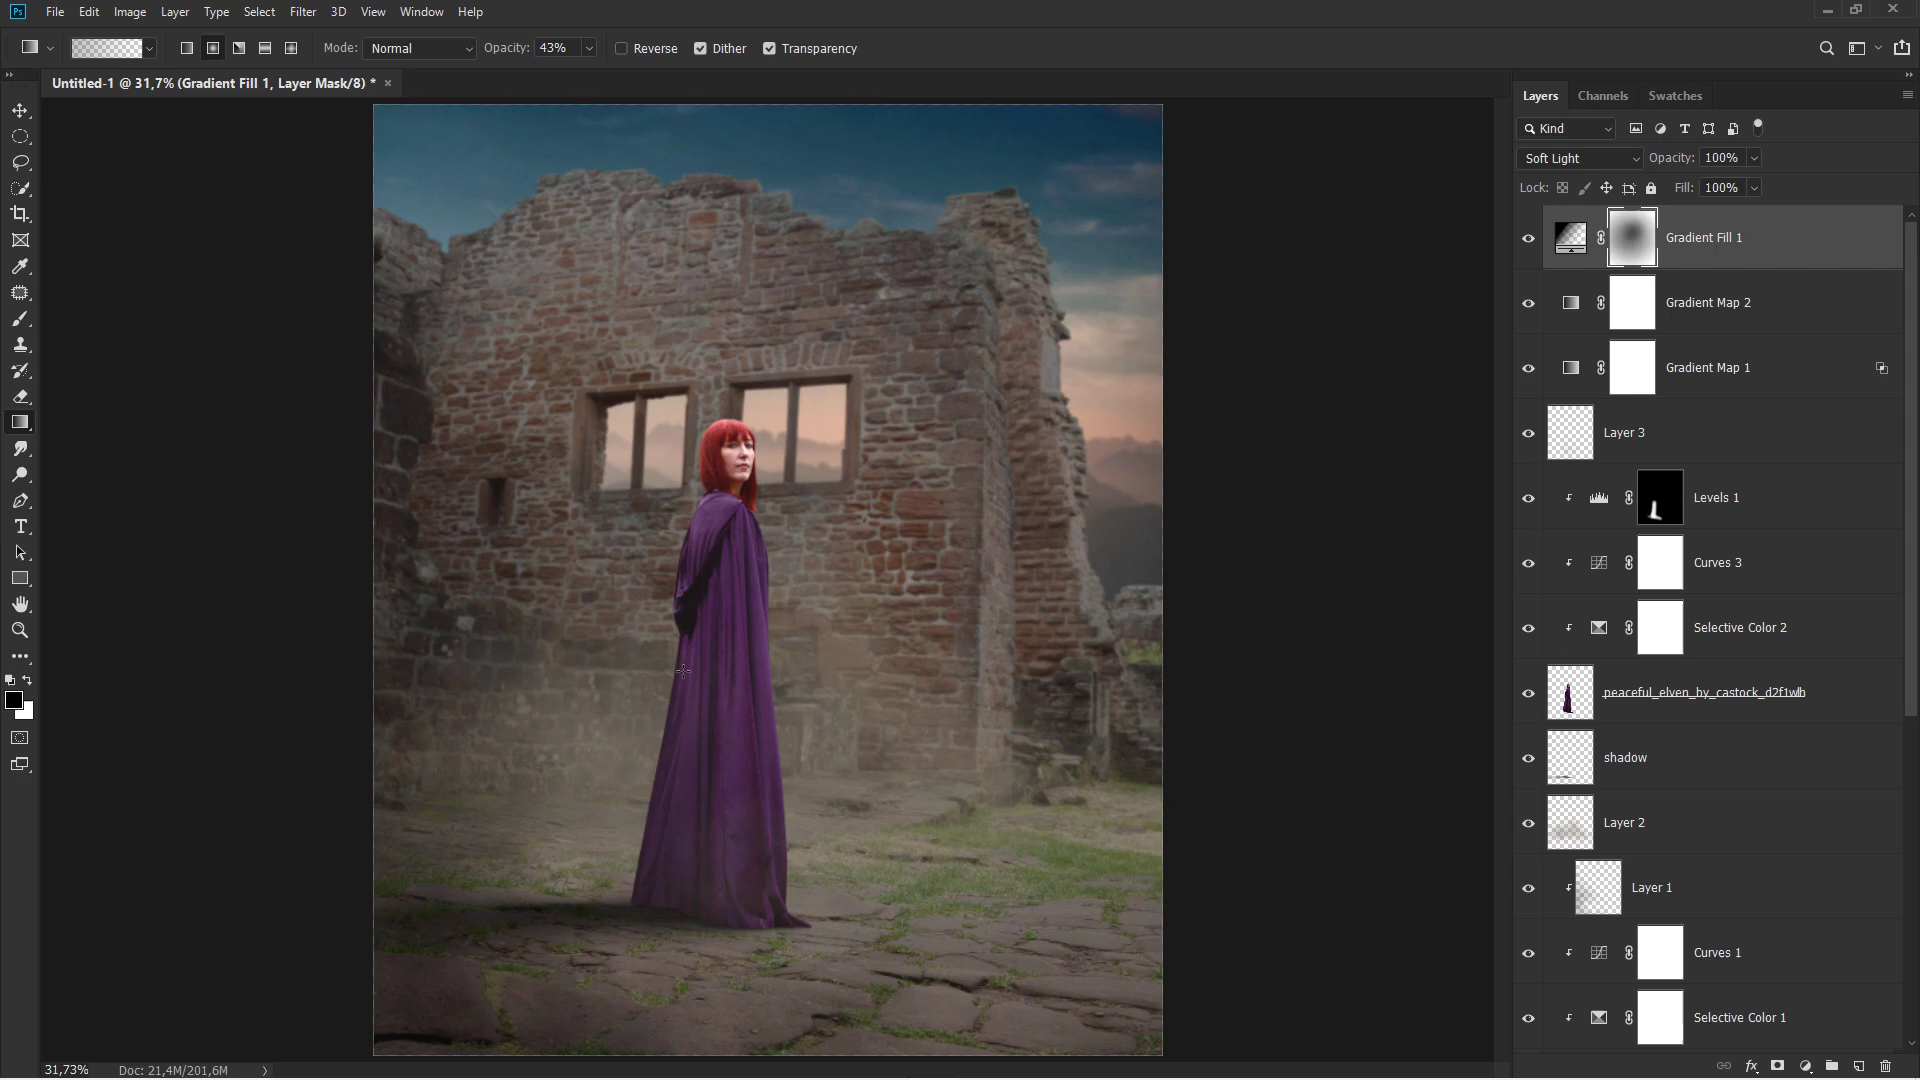 Ps File Edit Image Layer Type Select Filter 3D View Window Help
Mode: Normal Opacity: 43% Reverse Dither Transparency
Untitled-1 @ 31,7% (Gradient Fill 1, Layer Mask/8) * ×
Layers Channels Swatches
Kind
Soft Light Opacity: 100%
Lock: Fill: 100%
Gradient Fill 1
Gradient Map 2
Gradient Map 1
Layer 3
Levels 1
Curves 3
Selective Color 2
peaceful_elven_by_castock_d2f1wlh
shadow
Layer 2
Layer 1
Curves 1
Selective Color 1
31,73% Doc: 21,4M/201,6M
fx